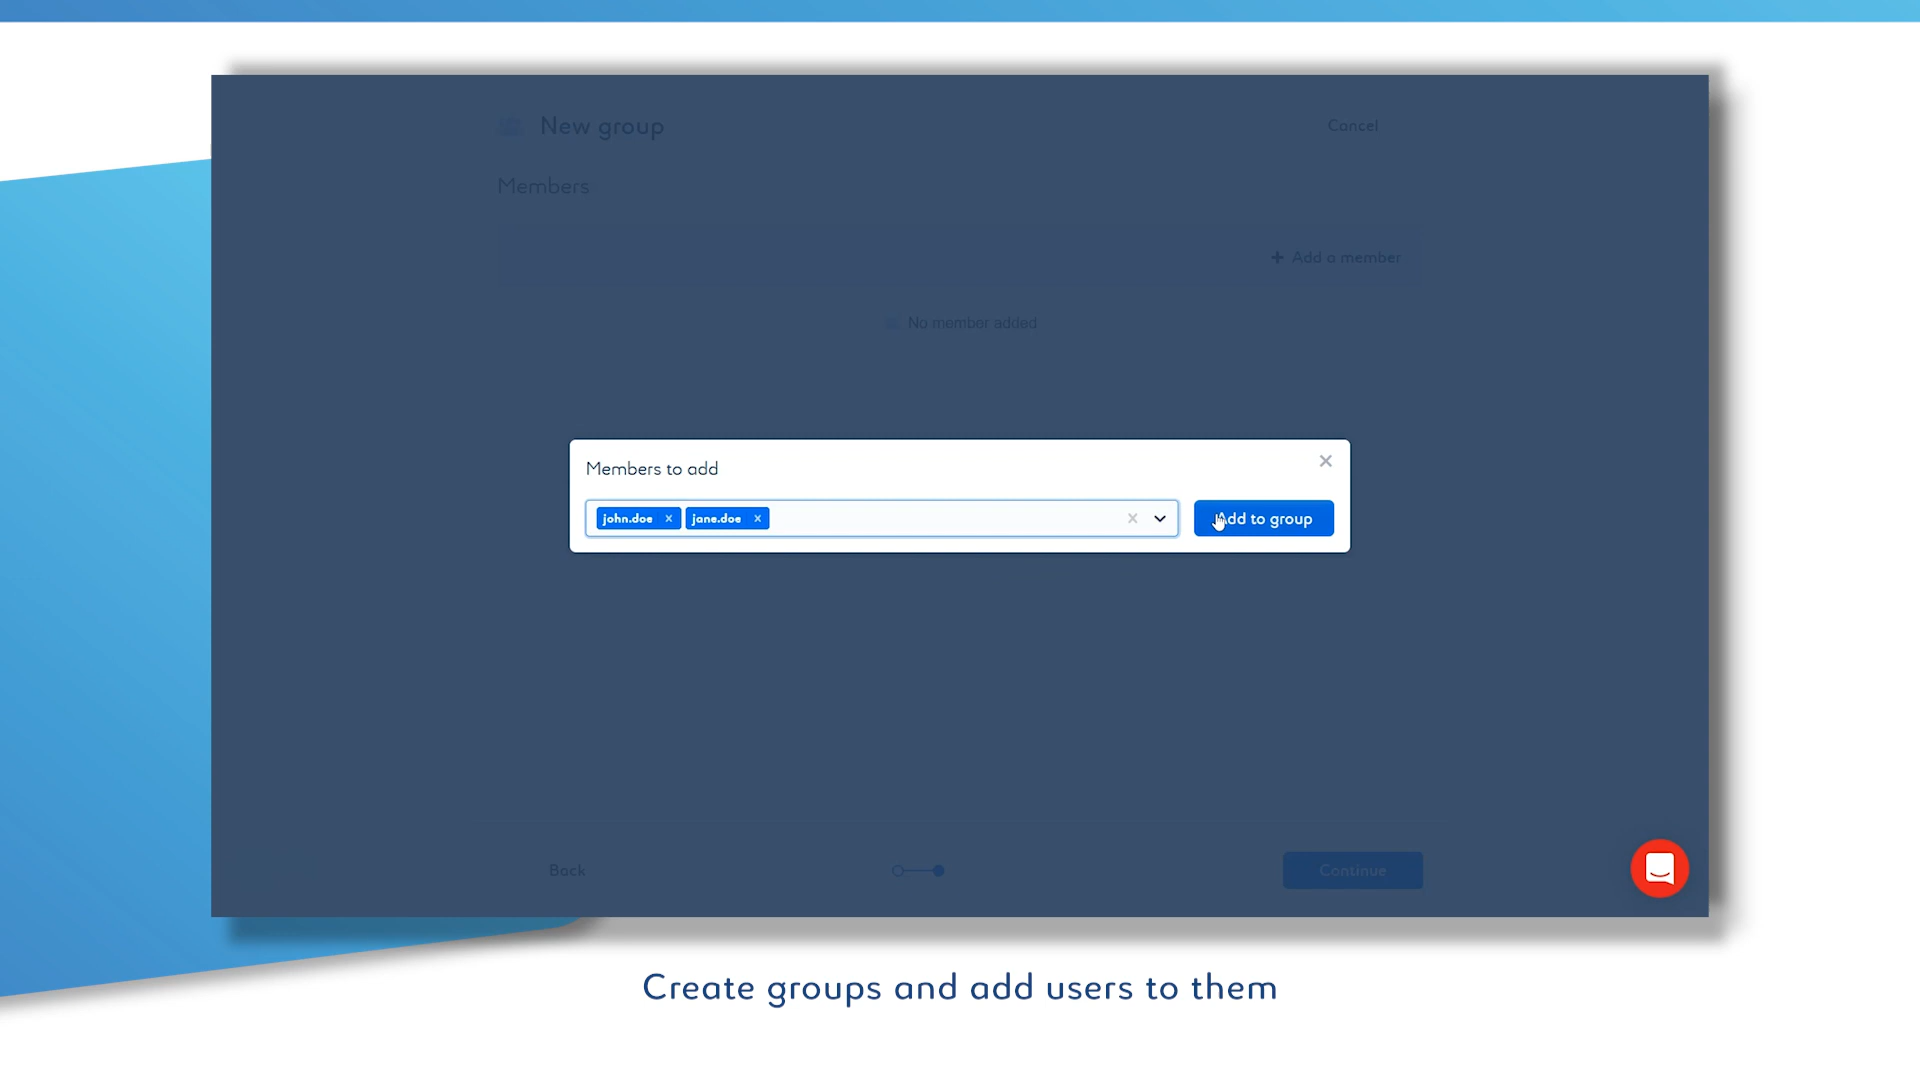 New group
Cancel
Members
+ Add a member
No member added
Members to add
×
john.doe × jane.doe ×
×
Add to group
Back
Continue
Create groups and add users to them